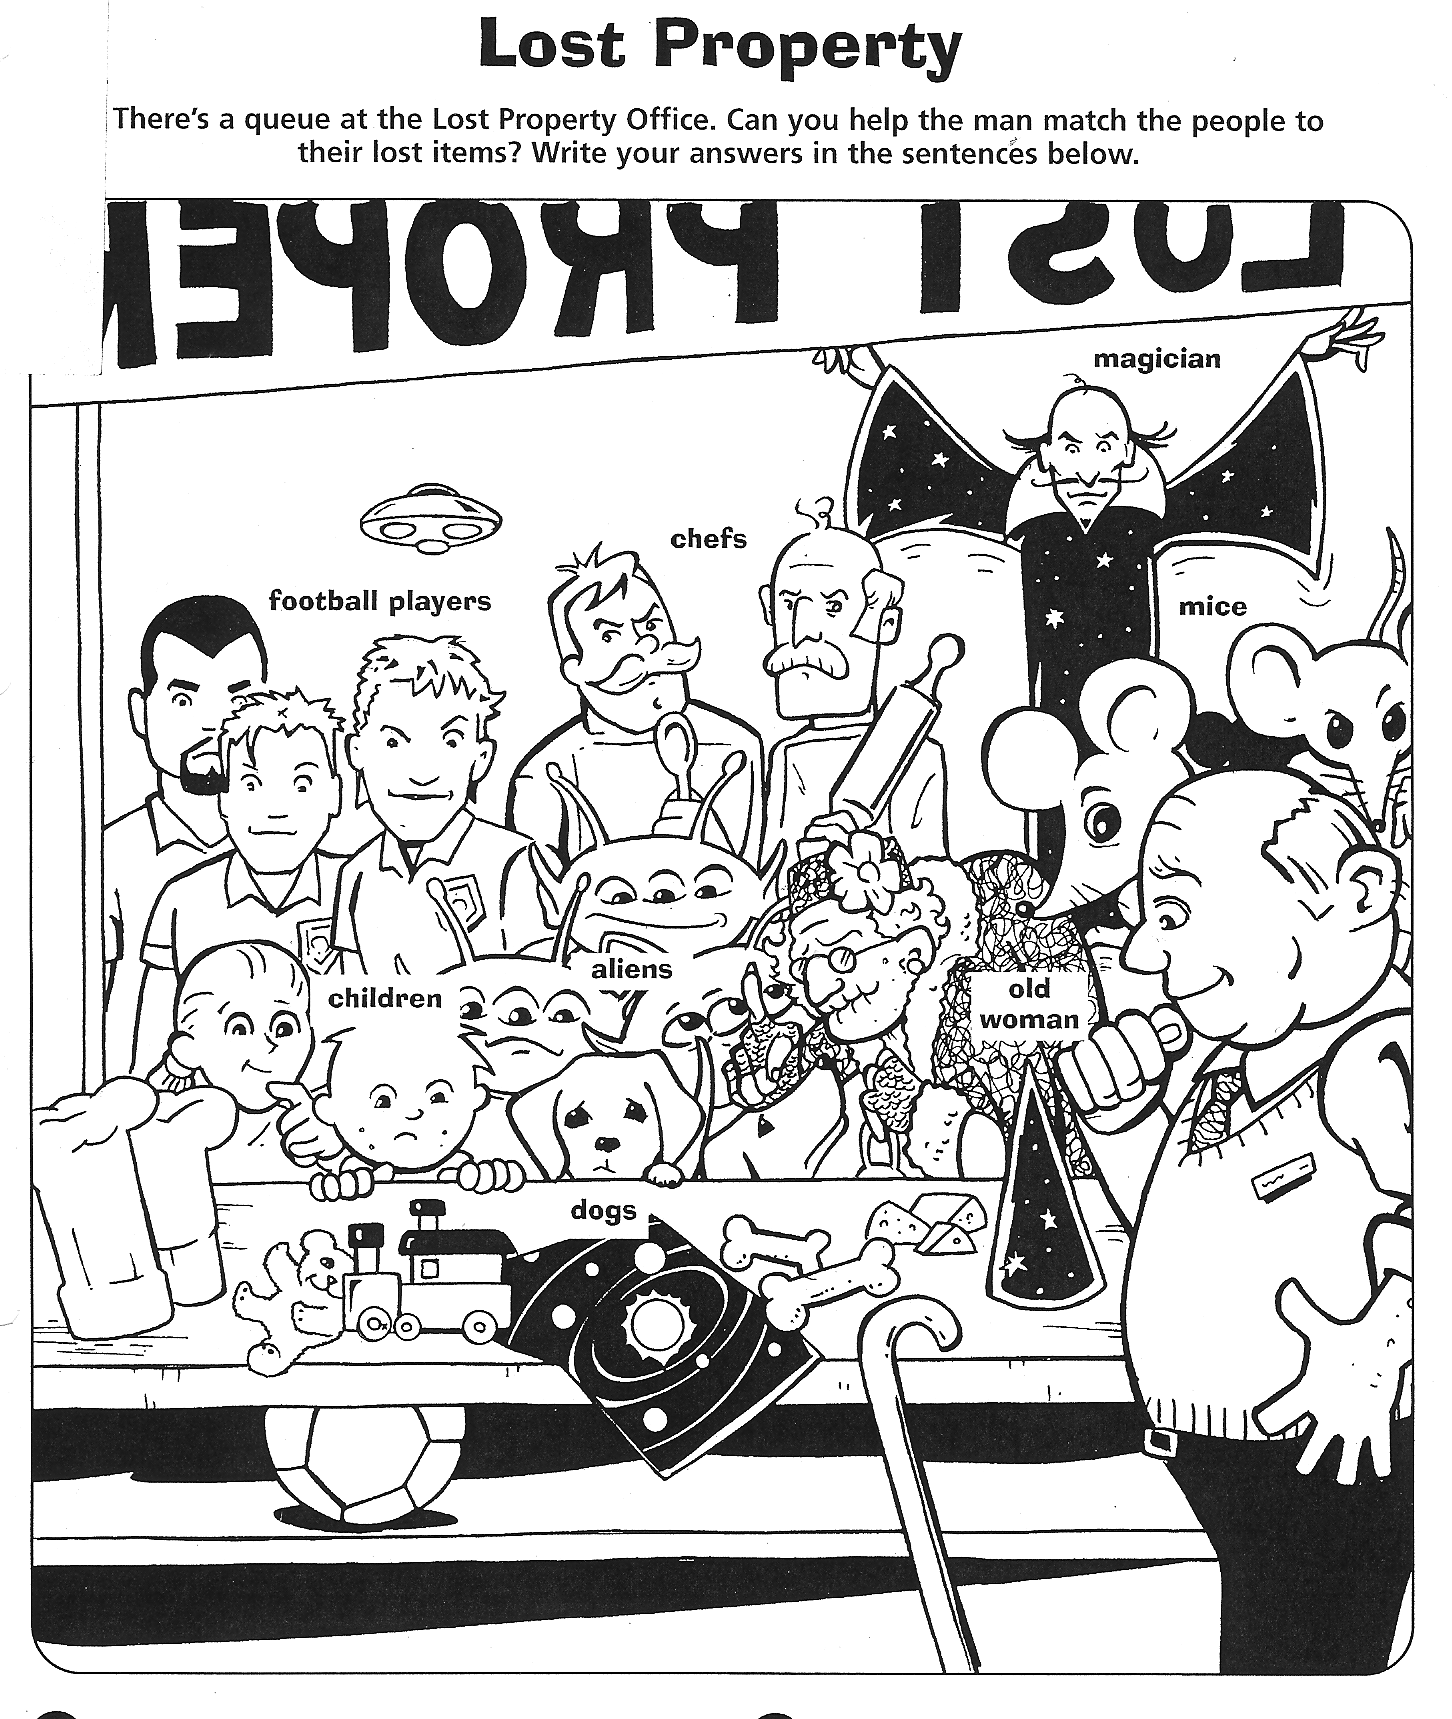 Lost Property
There's a queue at the Lost Property Office. Can you help the man match the people to
their lost items? Write your answers in the sentences below.
LOST PROPER
magician
chefs
football players
mice
aliens
children
old
woman
dogs